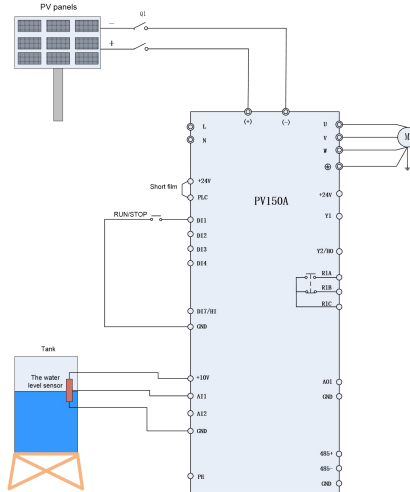 PV panels
Q1
−
+
(+)
(-)
L
N
U
V
W
M
+24V
PLC
Short film
PV150A
+24V
Y1
RUN/STOP
DI1
DI2
DI3
DI4
Y2/HO
R1A
R1B
R1C
DI7/HI
GND
Tank
The water
level sensor
+10V
AI1
AI2
GND
AO1
GND
485+
485-
GND
PE